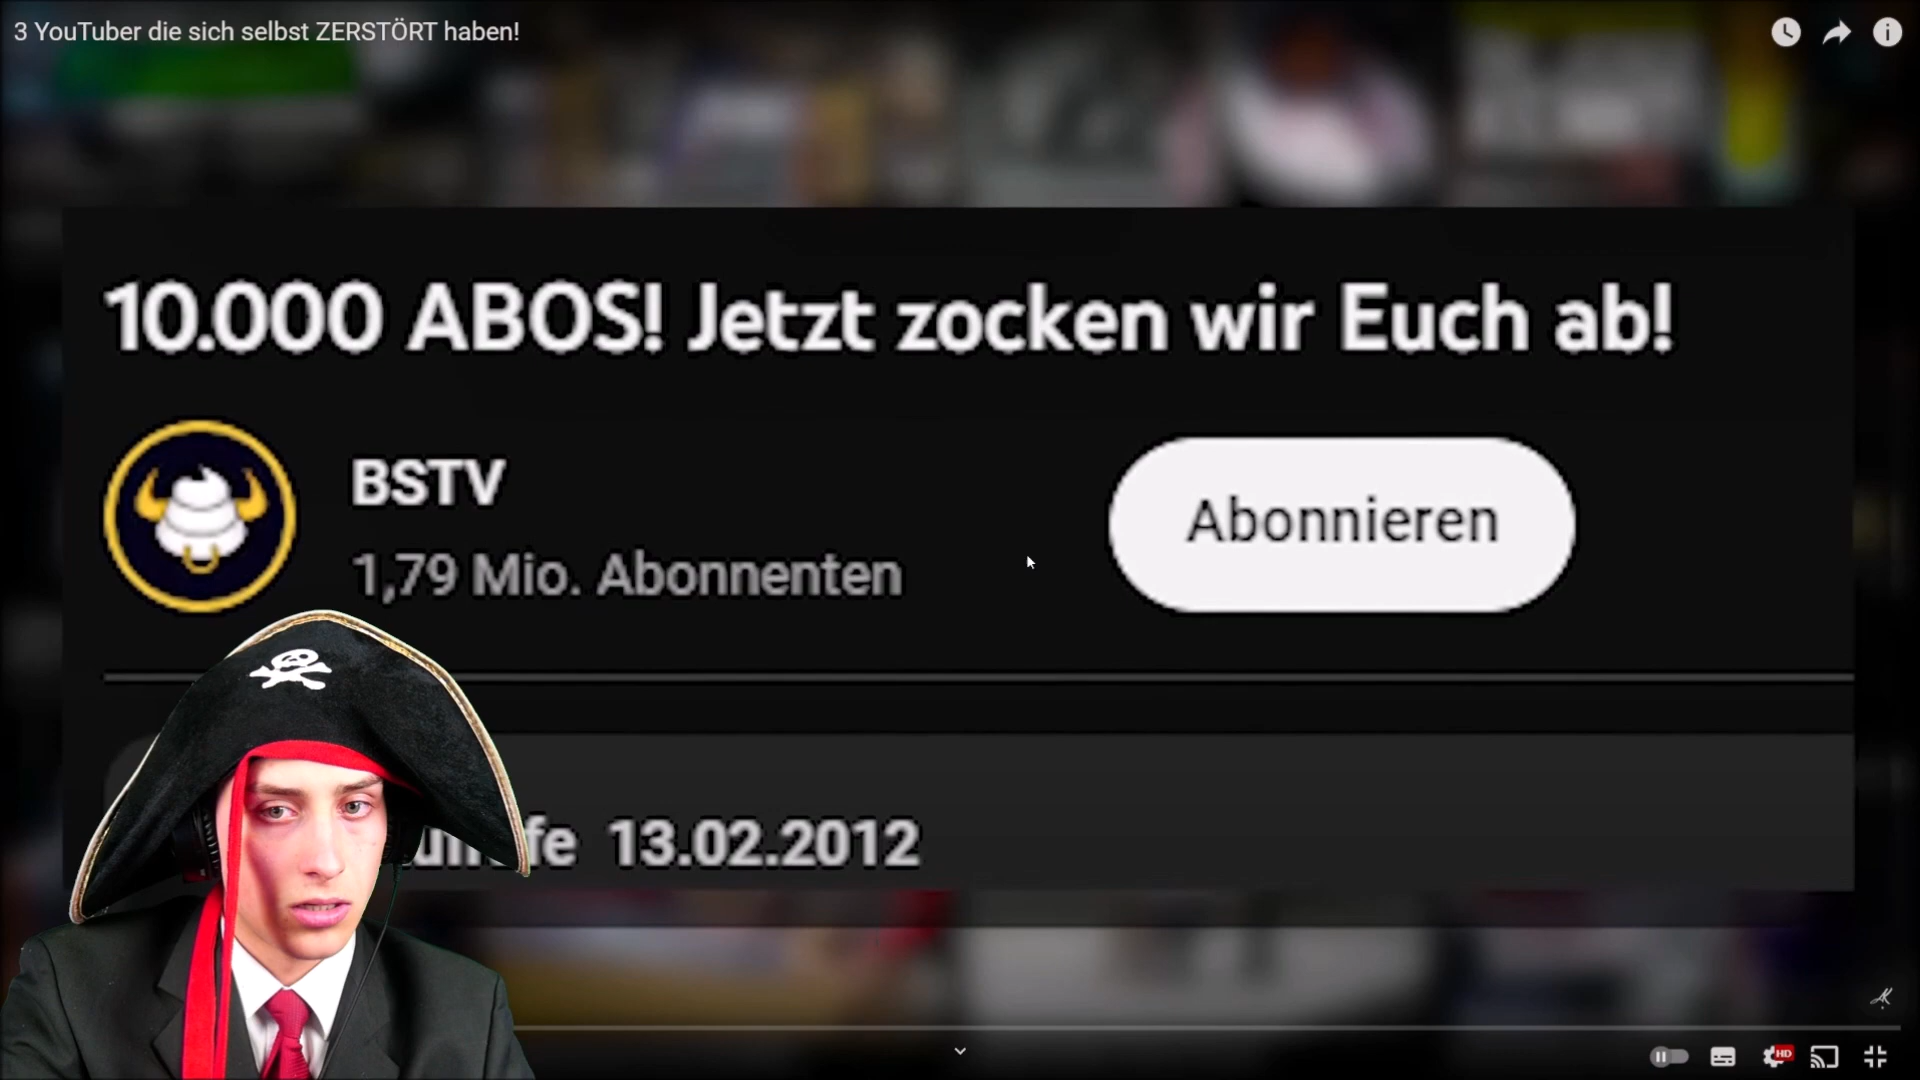 3 YouTuber die sich selbst ZERSTÖRT haben!
10.000 ABOS! Jetzt zocken wir Euch ab!
BSTV
1,79 Mio. Abonnenten
Abonnieren
13.02.2012
HD